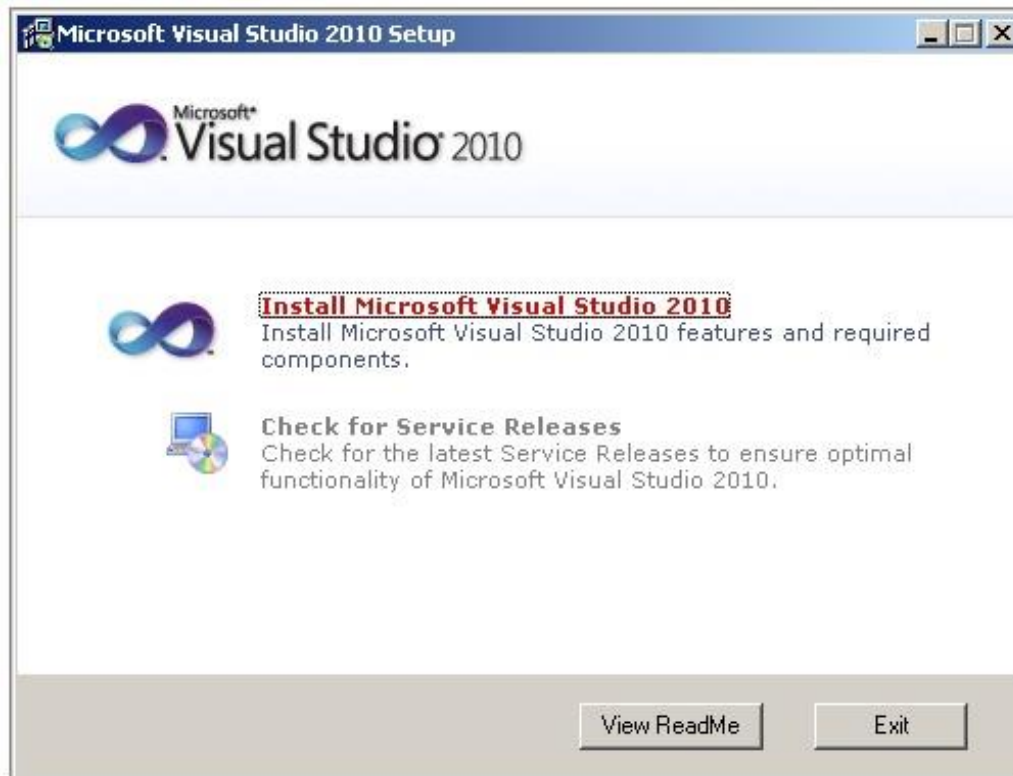 Microsoft Visual Studio 2010 Setup
Microsoft®
Visual Studio® 2010
Install Microsoft Visual Studio 2010
Install Microsoft Visual Studio 2010 features and required
components.
Check for Service Releases
Check for the latest Service Releases to ensure optimal
functionality of Microsoft Visual Studio 2010.
View ReadMe
Exit